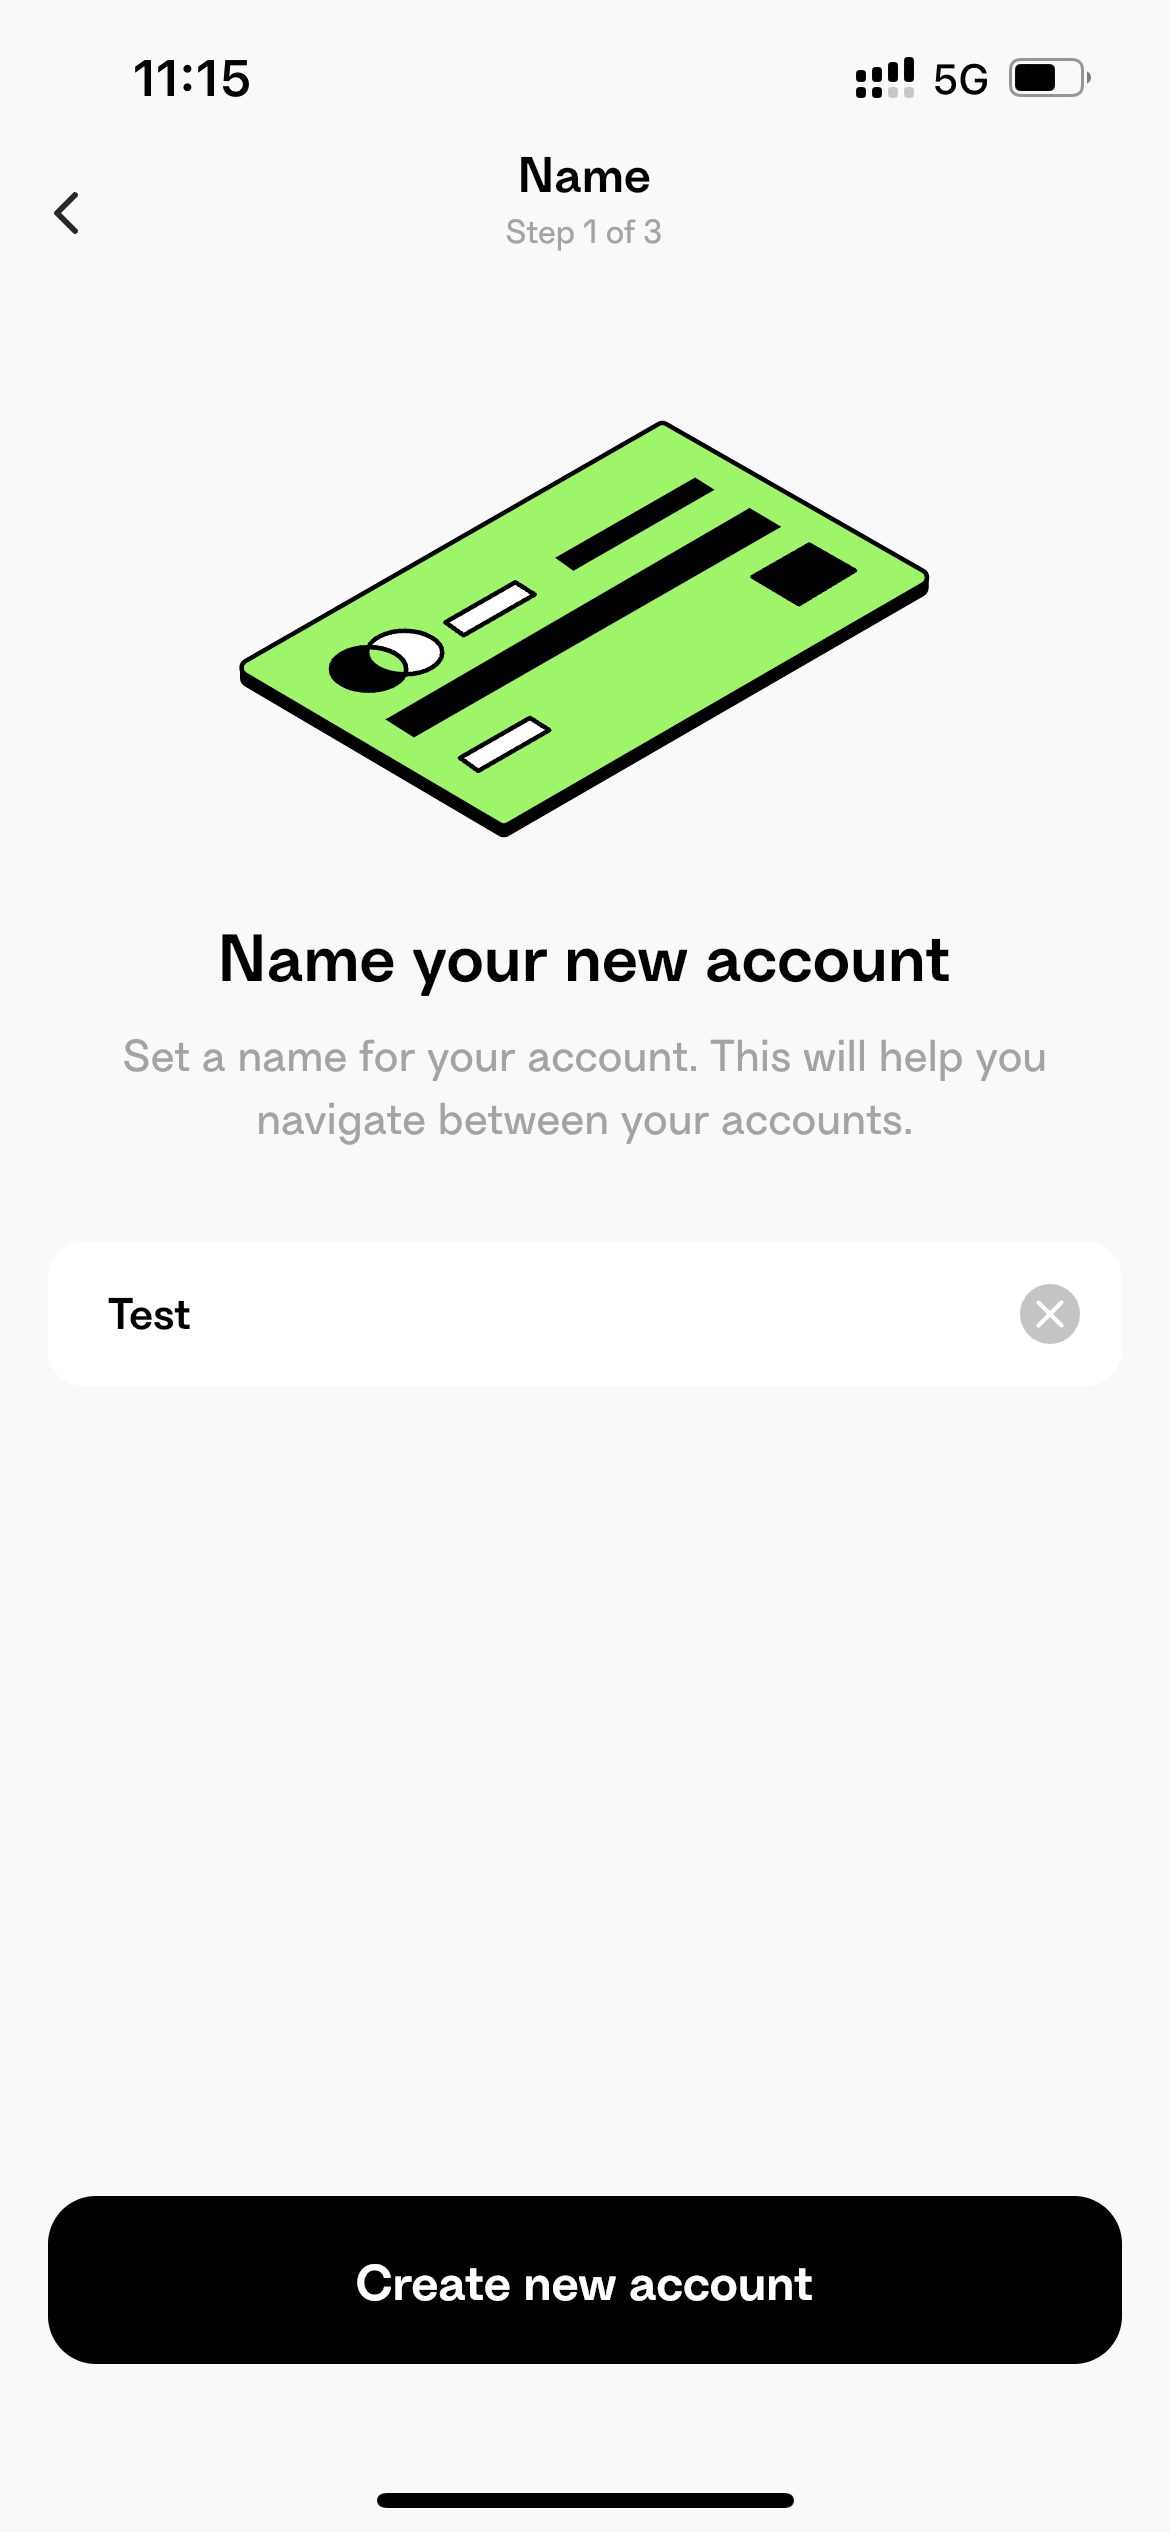 11:15
5G
Name
Step 1 of 3
Name your new account
Set a name for your account. This will help you
navigate between your accounts.
Test
Create new account